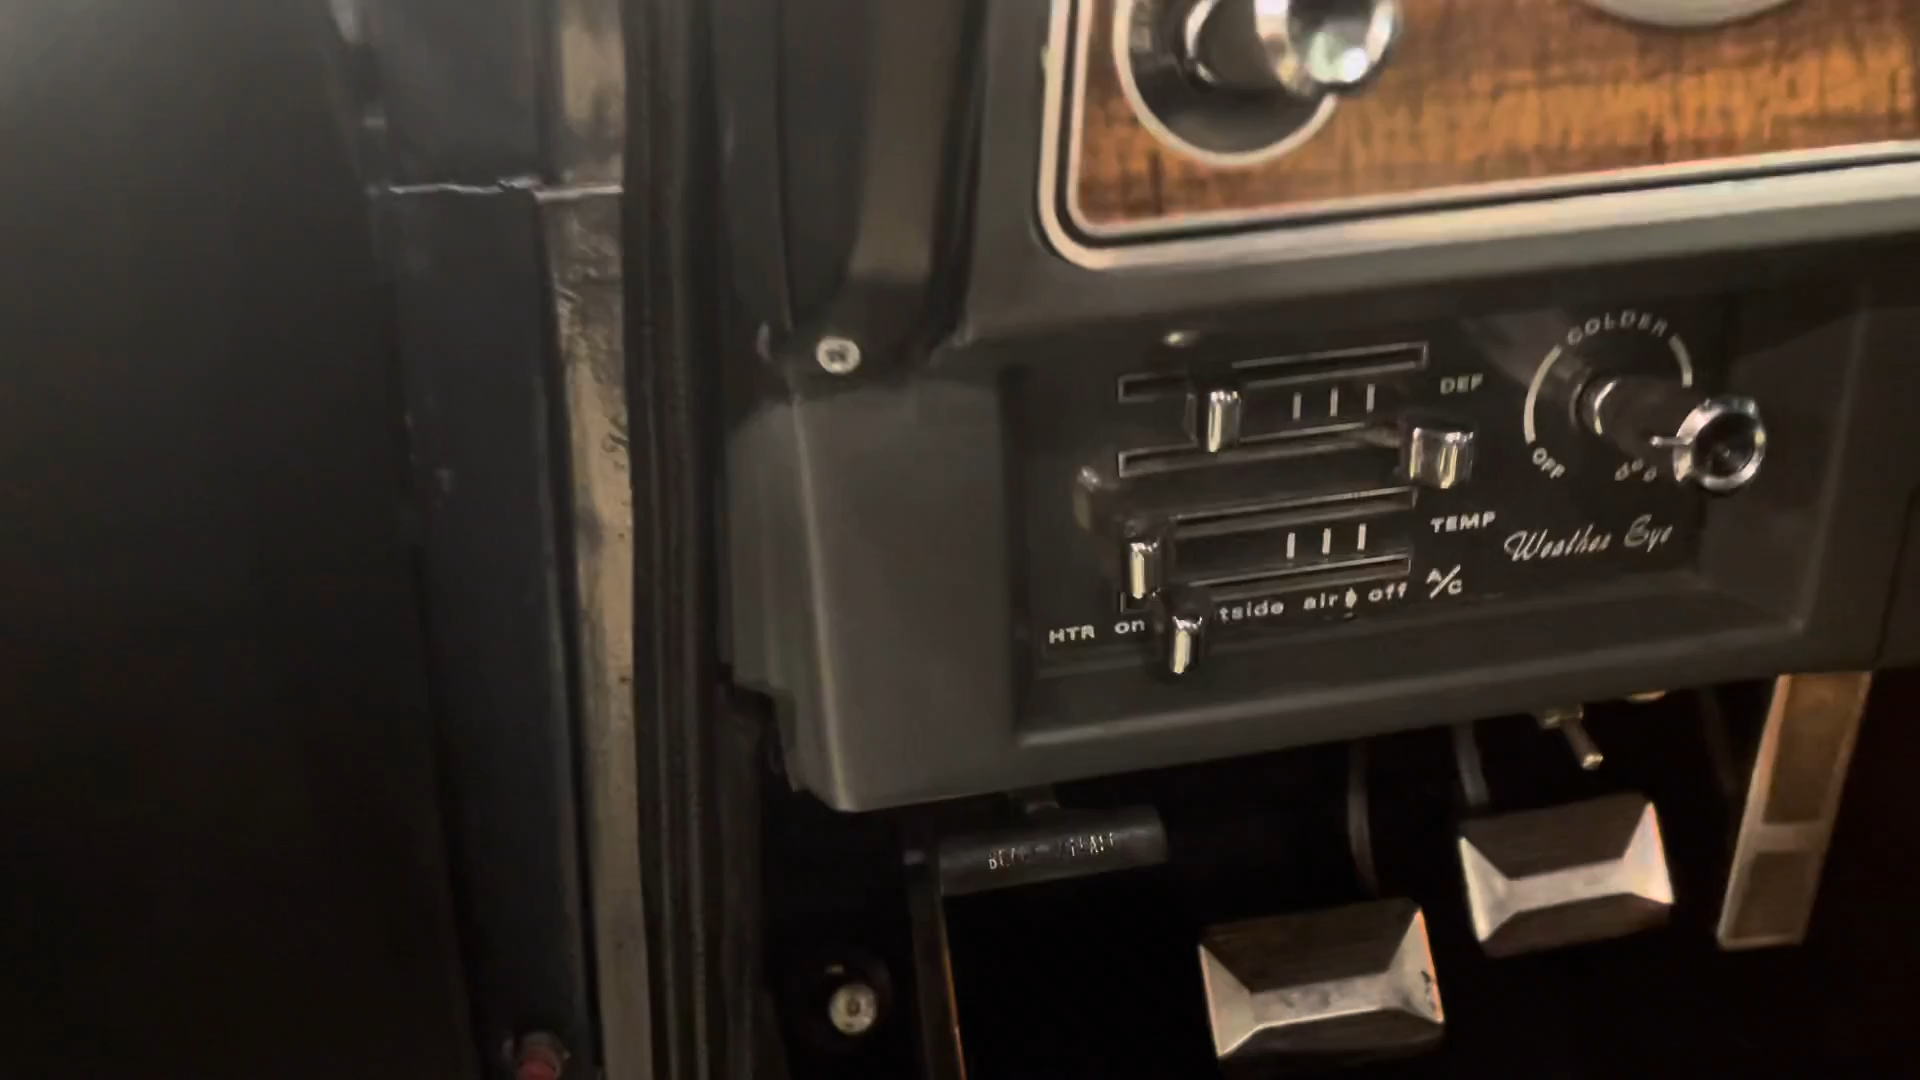 COLDER
DEF
OFF
TEMP
Weather Eye
A/C
HTR on tside air off